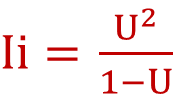 Ii = U²/1−U